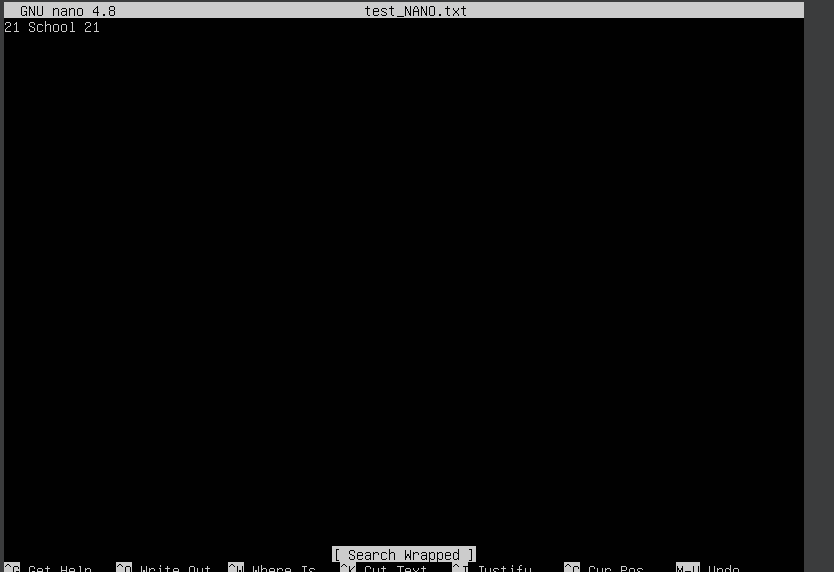 GNU nano 4.8 test_NANO.txt
21 School 21
[ Search Wrapped ]
^G Get Help ^O Write Out ^W Where Is ^K Cut Text ^J Justify ^C Cur Pos M-U Undo